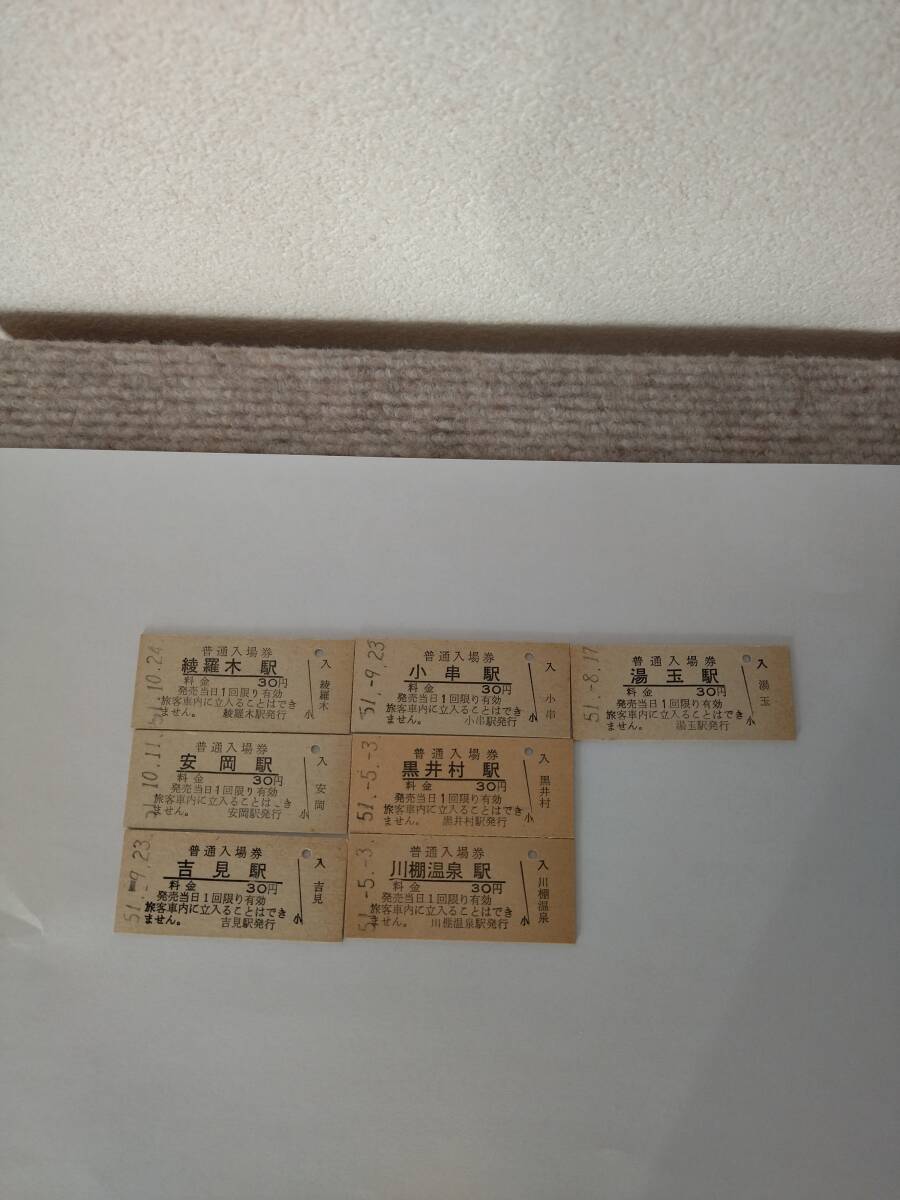 51.10.24
普通入場券
綾羅木 駅
料金 30円
発売当日1回限り有効
旅客車内に立入ることはでき
ません。 綾羅木駅発行
入
綾羅木
小
51.-9.23
普通入場券
小串 駅
料金 30円
発売当日1回限り有効
旅客車内に立入ることはでき
ません。 小串駅発行
入
小串
小
51.-8.17
普通入場券
湯玉 駅
料金 30円
発売当日1回限り有効
旅客車内に立入ることはでき
ません。 湯玉駅発行
入
湯玉
小
51.10.11
普通入場券
安岡 駅
料金 30円
発売当日1回限り有効
旅客車内に立入ることはでき
ません。 安岡駅発行
入
安岡
小
51.-5.-3
普通入場券
黒井村 駅
料金 30円
発売当日1回限り有効
旅客車内に立入ることはでき
ません。 黒井村駅発行
入
黒井村
小
51.-9.23
普通入場券
吉見 駅
料金 30円
発売当日1回限り有効
旅客車内に立入ることはでき
ません。 吉見駅発行
入
吉見
小
51.-5.-3
普通入場券
川棚温泉 駅
料金 30円
発売当日1回限り有効
旅客車内に立入ることはでき
ません。 川棚温泉駅発行
入
川棚温泉
小